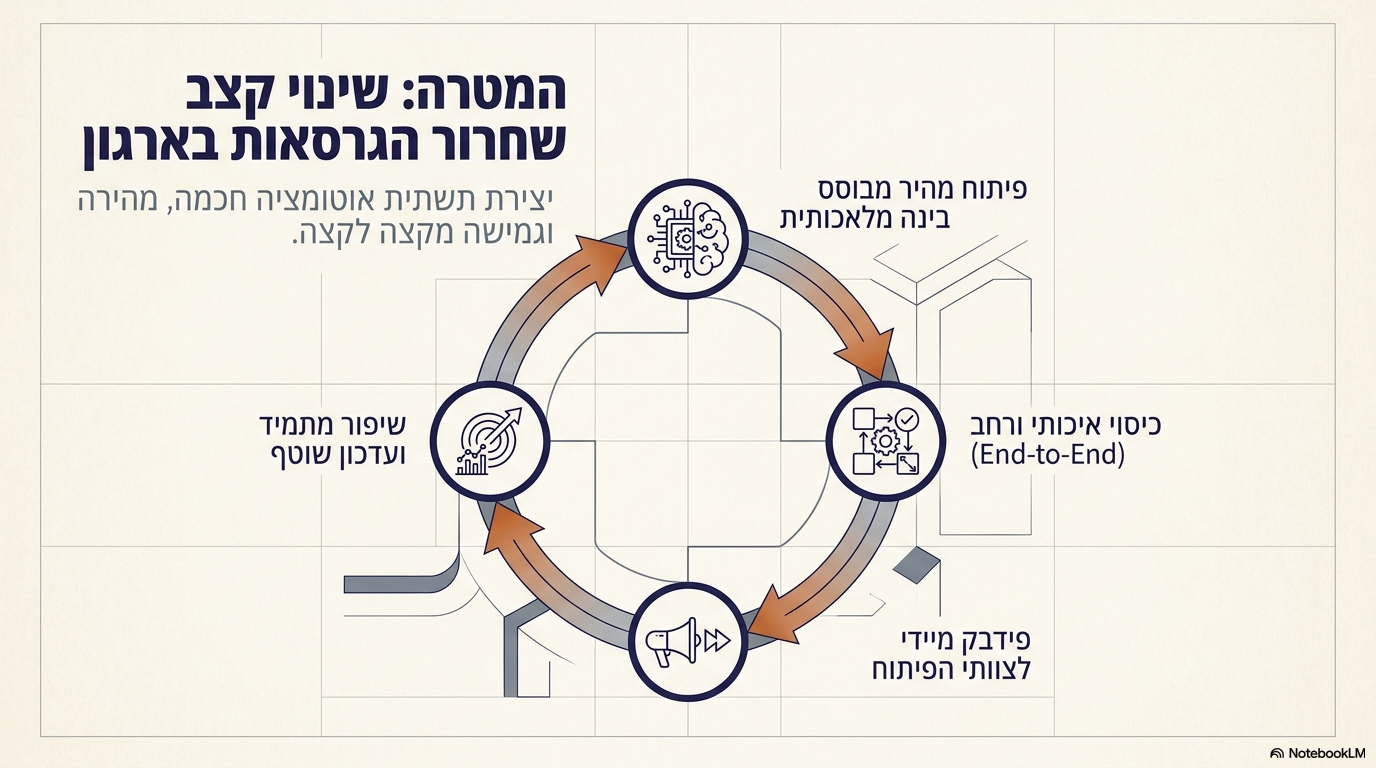 המטרה: שינוי קצב
שחרור הגרסאות בארגון
יצירת תשתית אוטומציה חכמה, מהירה
וגמישה מקצה לקצה.
פיתוח מהיר מבוסס
בינה מלאכותית
כיסוי איכותי ורחב
(End-to-End)
פידבק מיידי
לצוותי הפיתוח
שיפור מתמיד
ועדכון שוטף
NotebookLM